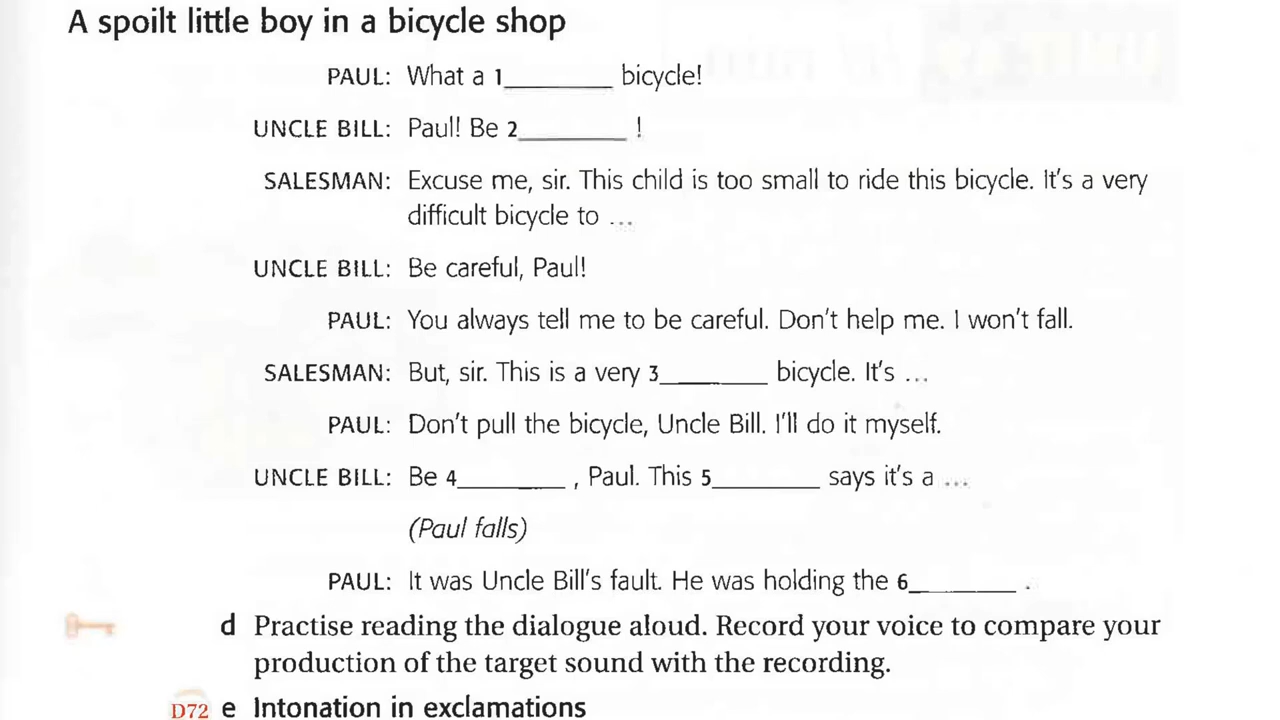 A spoilt little boy in a bicycle shop
PAUL: What a 1________ bicycle!
UNCLE BILL: Paul! Be 2________ !
SALESMAN: Excuse me, sir. This child is too small to ride this bicycle. It's a very
difficult bicycle to ...
UNCLE BILL: Be careful, Paul!
PAUL: You always tell me to be careful. Don't help me. I won't fall.
SALESMAN: But, sir. This is a very 3________ bicycle. It's ...
PAUL: Don't pull the bicycle, Uncle Bill. I'll do it myself.
UNCLE BILL: Be 4________ , Paul. This 5________ says it's a ...
(Paul falls)
PAUL: It was Uncle Bill's fault. He was holding the 6________ .
d Practise reading the dialogue aloud. Record your voice to compare your
production of the target sound with the recording.
D72 e Intonation in exclamations